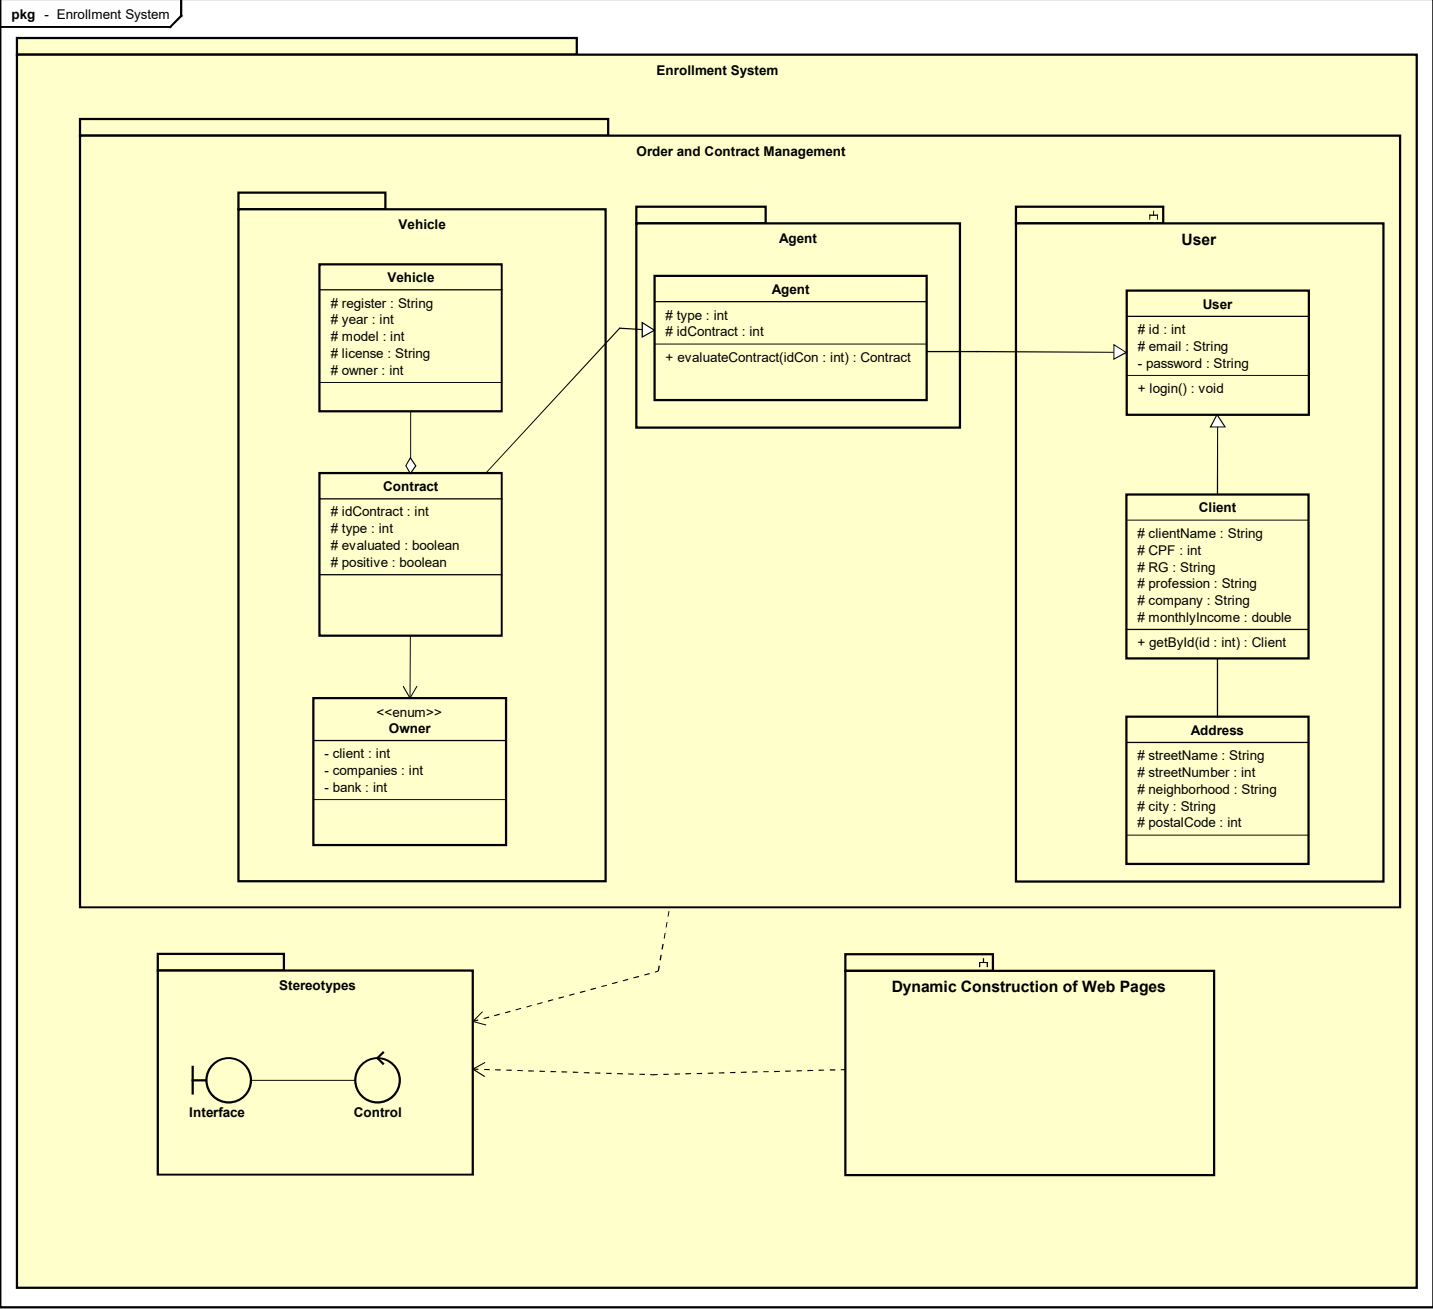 pkg - Enrollment System
Enrollment System
Order and Contract Management
Vehicle
Vehicle
# register : String
# year : int
# model : int
# license : String
# owner : int
Contract
# idContract : int
# type : int
# evaluated : boolean
# positive : boolean
<<enum>>
Owner
- client : int
- companies : int
- bank : int
Agent
Agent
# type : int
# idContract : int
+ evaluateContract(idCon : int) : Contract
User
User
# id : int
# email : String
- password : String
+ login() : void
Client
# clientName : String
# CPF : int
# RG : String
# profession : String
# company : String
# monthlyIncome : double
+ getById(id : int) : Client
Address
# streetName : String
# streetNumber : int
# neighborhood : String
# city : String
# postalCode : int
Stereotypes
Interface
Control
Dynamic Construction of Web Pages